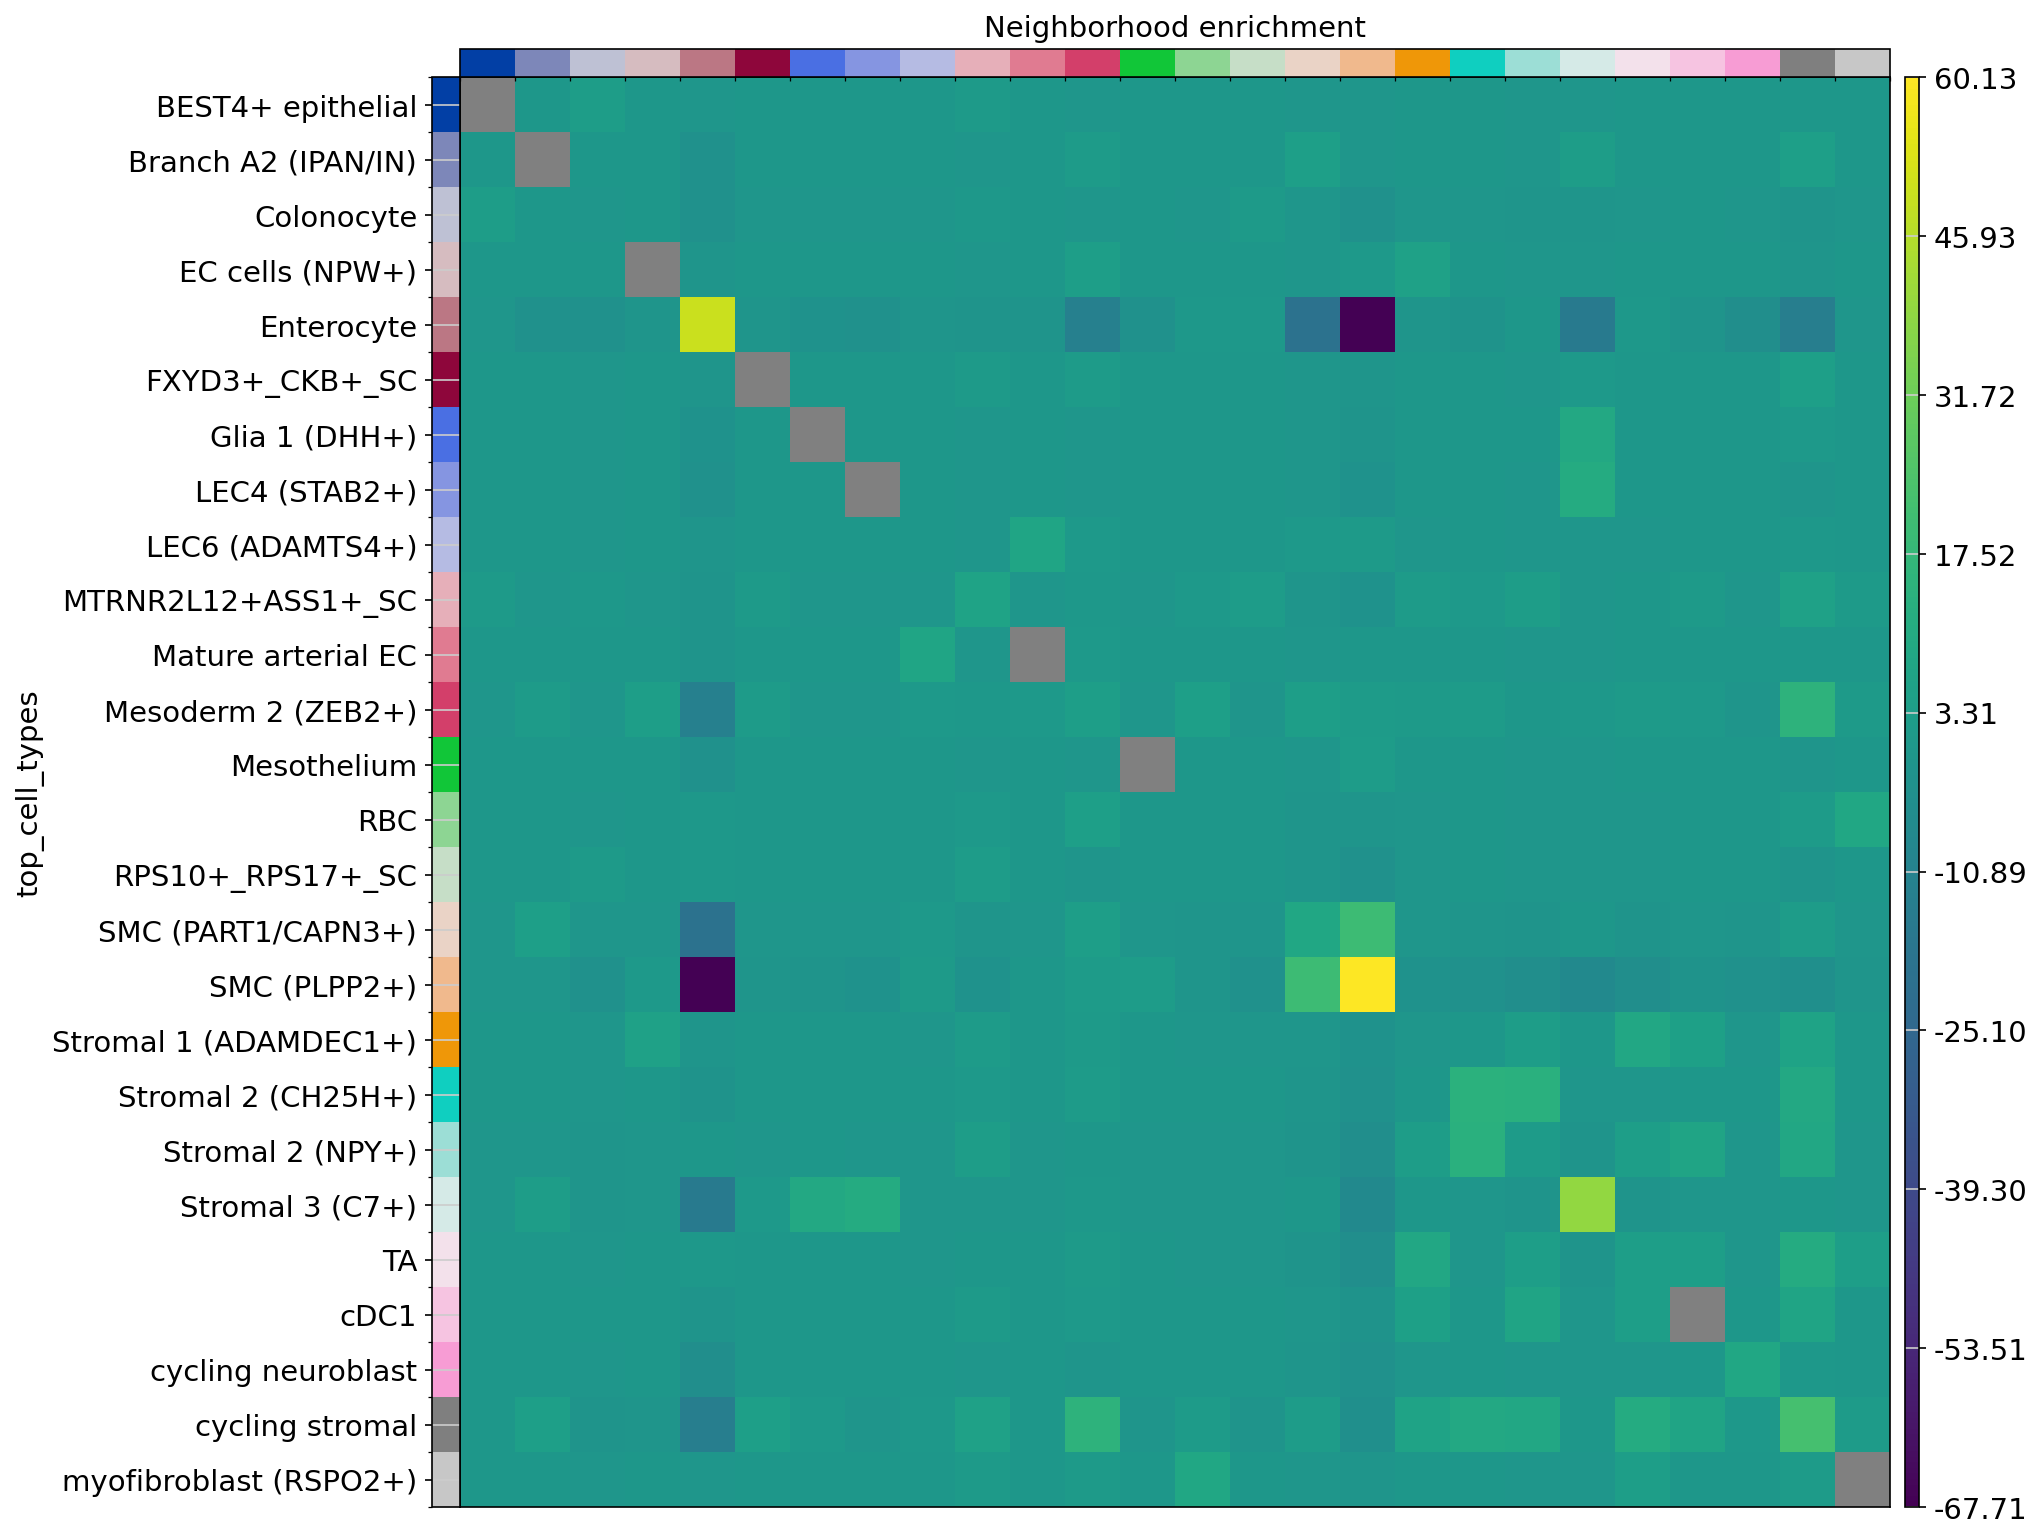 Neighborhood enrichment
BEST4+ epithelial
Branch A2 (IPAN/IN)
Colonocyte
EC cells (NPW+)
Enterocyte
FXYD3+_CKB+_SC
Glia 1 (DHH+)
LEC4 (STAB2+)
LEC6 (ADAMTS4+)
MTRNR2L12+ASS1+_SC
Mature arterial EC
Mesoderm 2 (ZEB2+)
Mesothelium
RBC
RPS10+_RPS17+_SC
SMC (PART1/CAPN3+)
SMC (PLPP2+)
Stromal 1 (ADAMDEC1+)
Stromal 2 (CH25H+)
Stromal 2 (NPY+)
Stromal 3 (C7+)
TA
cDC1
cycling neuroblast
cycling stromal
myofibroblast (RSPO2+)
top_cell_types
60.13
45.93
31.72
17.52
3.31
-10.89
-25.10
-39.30
-53.51
-67.71